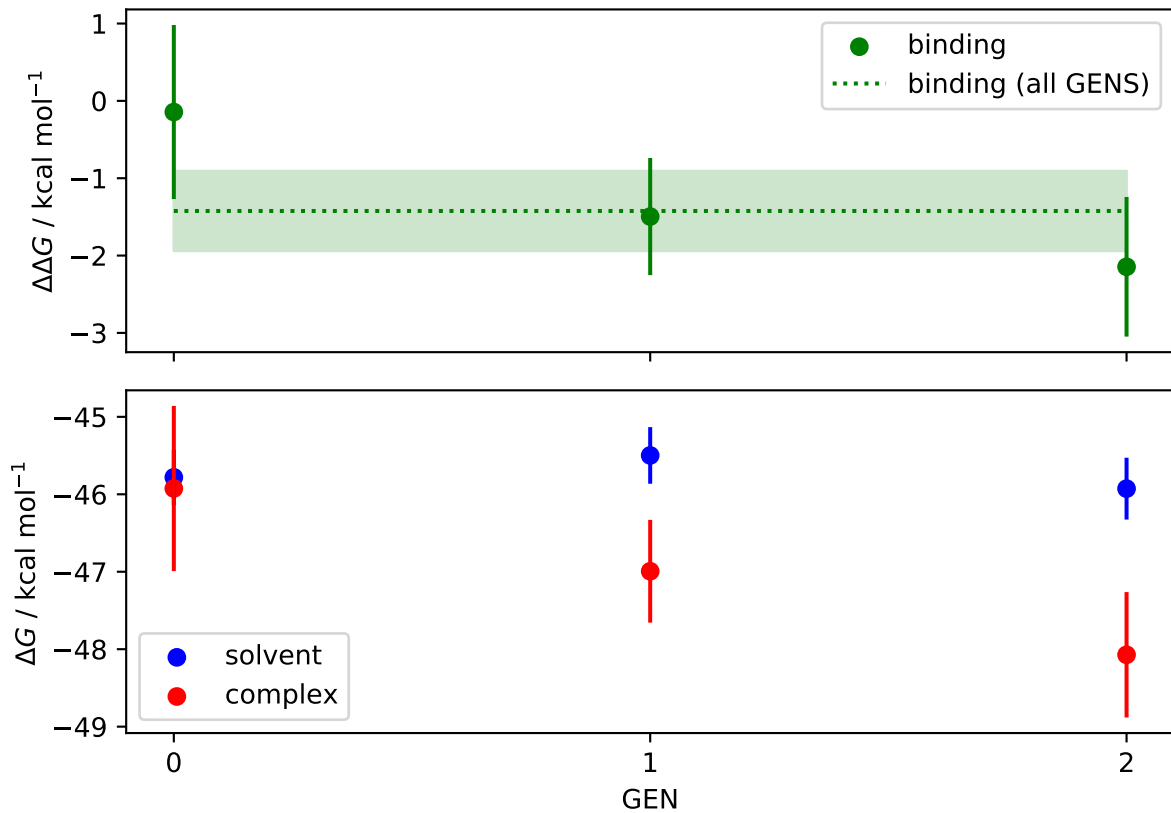 1
0
−1
−2
−3
ΔΔG / kcal mol⁻¹
binding
binding (all GENS)
−45
−46
−47
−48
−49
ΔG / kcal mol⁻¹
solvent
complex
0
1
2
GEN